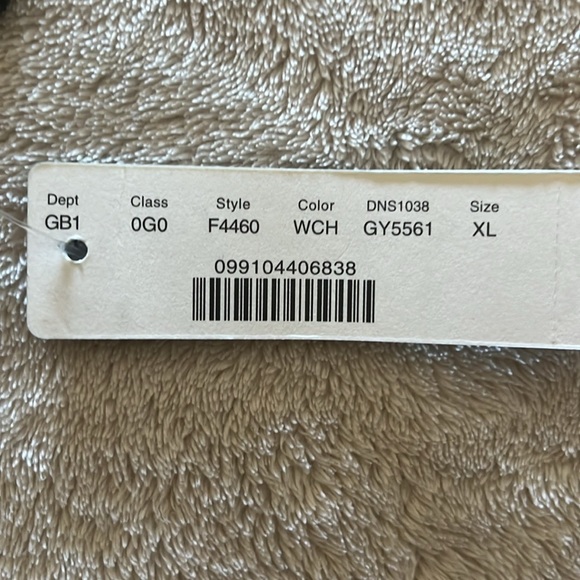 Dept Class Style Color DNS1038 Size
GB1 0G0 F4460 WCH GY5561 XL
099104406838